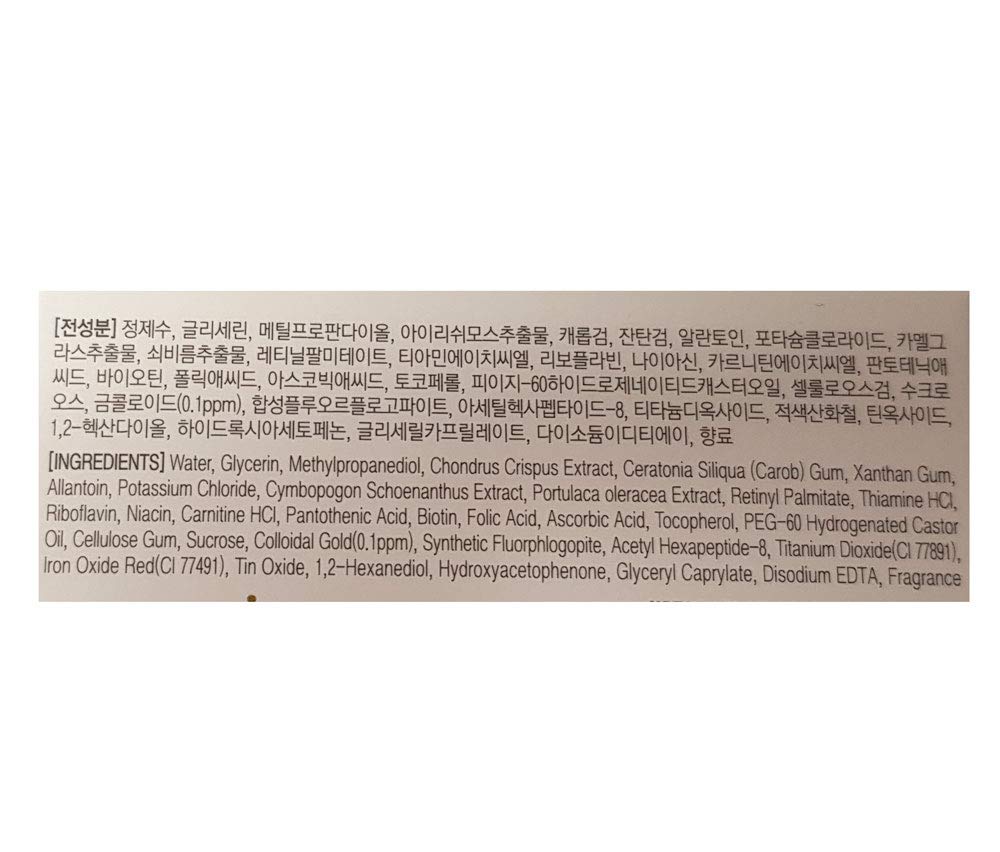 [전성분] 정제수, 글리세린, 메틸프로판다이올, 아이리쉬모스추출물, 캐롭검, 잔탄검, 알란토인, 포타슘클로라이드, 카멜그
라스추출물, 쇠비름추출물, 레티닐팔미테이트, 티아민에이치씨엘, 리보플라빈, 나이아신, 카르니틴에이치씨엘, 판토테닉애
씨드, 바이오틴, 폴릭애씨드, 아스코빅애씨드, 토코페롤, 피이지-60하이드로제네이티드캐스터오일, 셀룰로오스검, 수크로
오스, 금콜로이드(0.1ppm), 합성플루오르플로고파이트, 아세틸헥사펩타이드-8, 티타늄디옥사이드, 적색산화철, 틴옥사이드,
1,2-헥산다이올, 하이드록시아세토페논, 글리세릴카프릴레이트, 다이소듐이디티에이, 향료
[INGREDIENTS] Water, Glycerin, Methylpropanediol, Chondrus Crispus Extract, Ceratonia Siliqua (Carob) Gum, Xanthan Gum,
Allantoin, Potassium Chloride, Cymbopogon Schoenanthus Extract, Portulaca oleracea Extract, Retinyl Palmitate, Thiamine HCl,
Riboflavin, Niacin, Carnitine HCl, Pantothenic Acid, Biotin, Folic Acid, Ascorbic Acid, Tocopherol, PEG-60 Hydrogenated Castor
Oil, Cellulose Gum, Sucrose, Colloidal Gold(0.1ppm), Synthetic Fluorphlogopite, Acetyl Hexapeptide-8, Titanium Dioxide(CI 77891),
Iron Oxide Red(CI 77491), Tin Oxide, 1,2-Hexanediol, Hydroxyacetophenone, Glyceryl Caprylate, Disodium EDTA, Fragrance